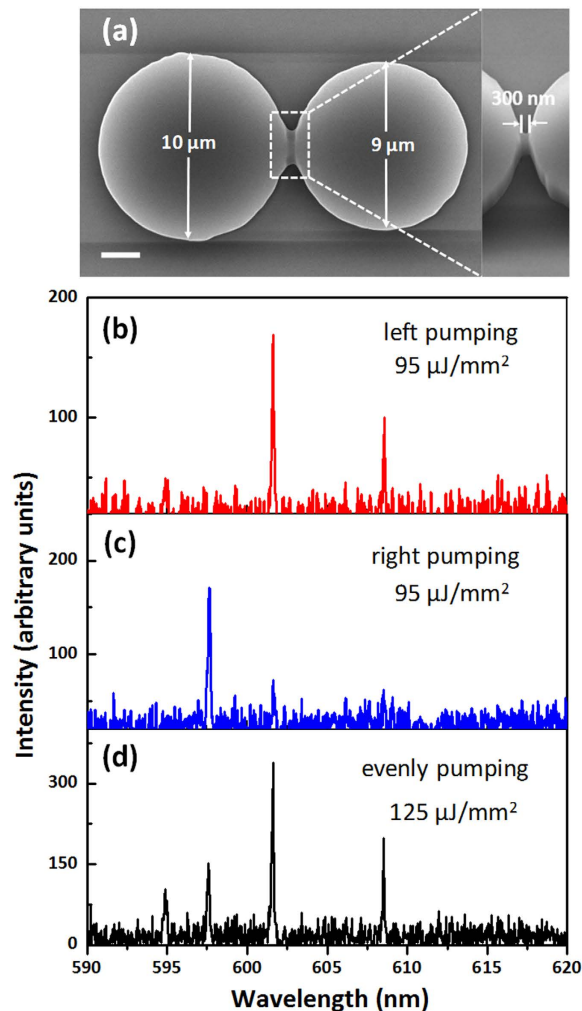 (a)
300 nm
10 μm
9 μm
200
(b)
left pumping
95 μJ/mm²
100
(c)
right pumping
95 μJ/mm²
200
100
Intensity (arbitrary units)
(d)
evenly pumping
125 μJ/mm²
300
150
0
590 595 600 605 610 615 620
Wavelength (nm)